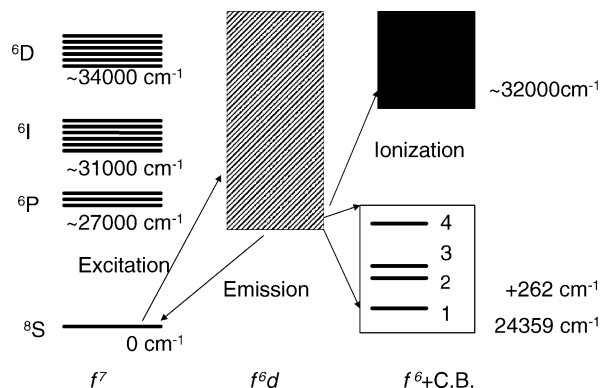 ⁶D
~34000 cm⁻¹
~32000cm⁻¹
⁶I
Ionization
~31000 cm⁻¹
⁶P
~27000 cm⁻¹
4
3
2
1
Excitation
Emission
+262 cm⁻¹
24359 cm⁻¹
⁸S
0 cm⁻¹
f⁷
f⁶d
f⁶+C.B.